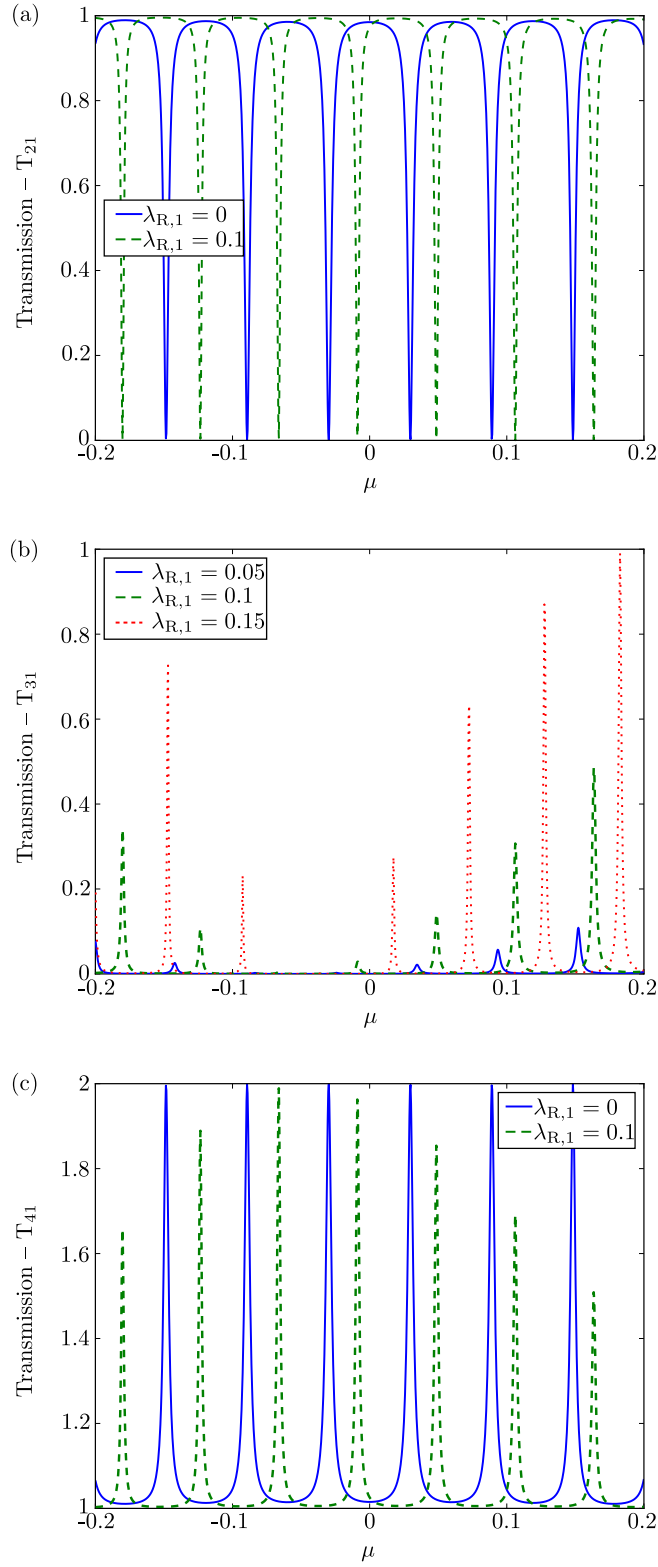 (a)
1
0.8
0.6
0.4
0.2
0
Transmission – T21
λR,1 = 0
λR,1 = 0.1
-0.2 -0.1 0 0.1 0.2
μ
(b)
1
0.8
0.6
0.4
0.2
0
Transmission – T31
λR,1 = 0.05
λR,1 = 0.1
λR,1 = 0.15
-0.2 -0.1 0 0.1 0.2
μ
(c)
2
1.8
1.6
1.4
1.2
1
Transmission – T41
λR,1 = 0
λR,1 = 0.1
-0.2 -0.1 0 0.1 0.2
μ